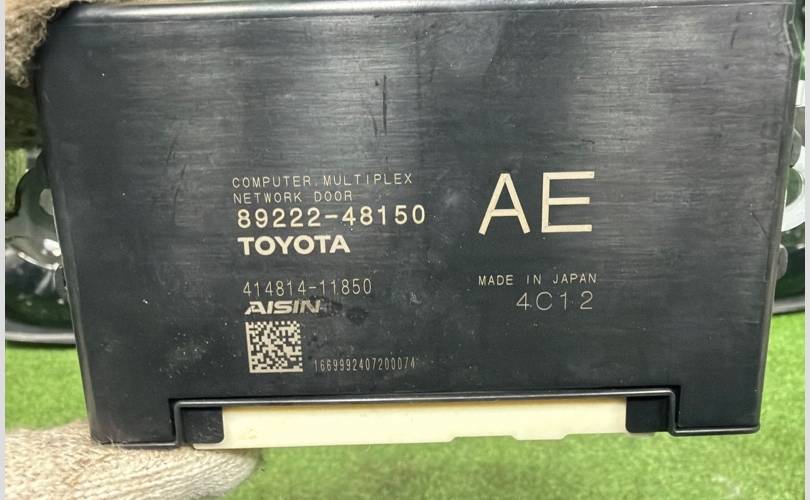 COMPUTER, MULTIPLEX
NETWORK DOOR
89222-48150
TOYOTA
AE
414814-11850
AISIN
MADE IN JAPAN
4C12
1669992407200074